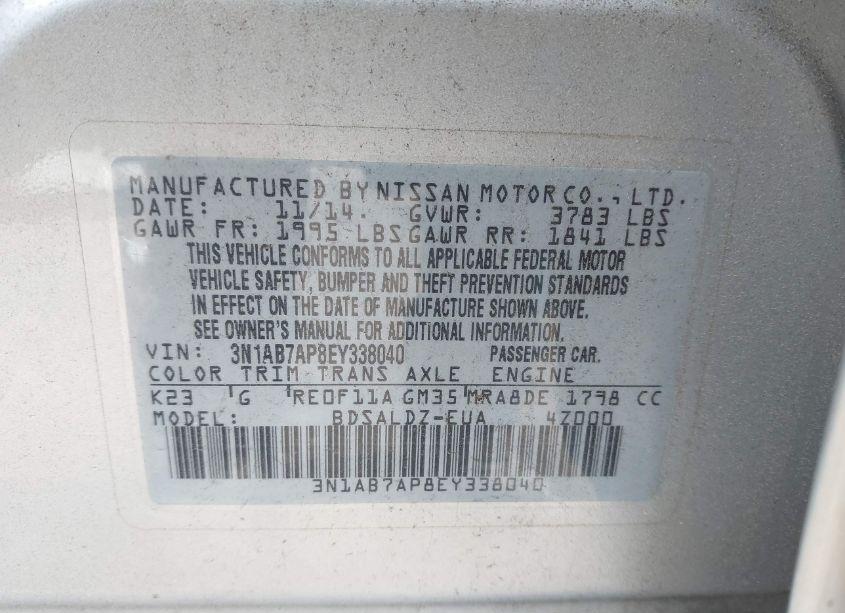 MANUFACTURED BY NISSAN MOTOR CO., LTD.
DATE: 11/14. GVWR: 3783 LBS
GAWR FR: 1995 LBS GAWR RR: 1841 LBS
THIS VEHICLE CONFORMS TO ALL APPLICABLE FEDERAL MOTOR
VEHICLE SAFETY, BUMPER AND THEFT PREVENTION STANDARDS
IN EFFECT ON THE DATE OF MANUFACTURE SHOWN ABOVE.
SEE OWNER'S MANUAL FOR ADDITIONAL INFORMATION.
VIN: 3N1AB7AP8EY338040 PASSENGER CAR.
COLOR TRIM TRANS AXLE ENGINE
K23 G RE0F11A GM35 MRA8DE 1798 CC
MODEL: BDSALDZ-EUA 4Z000
3N1AB7AP8EY338040